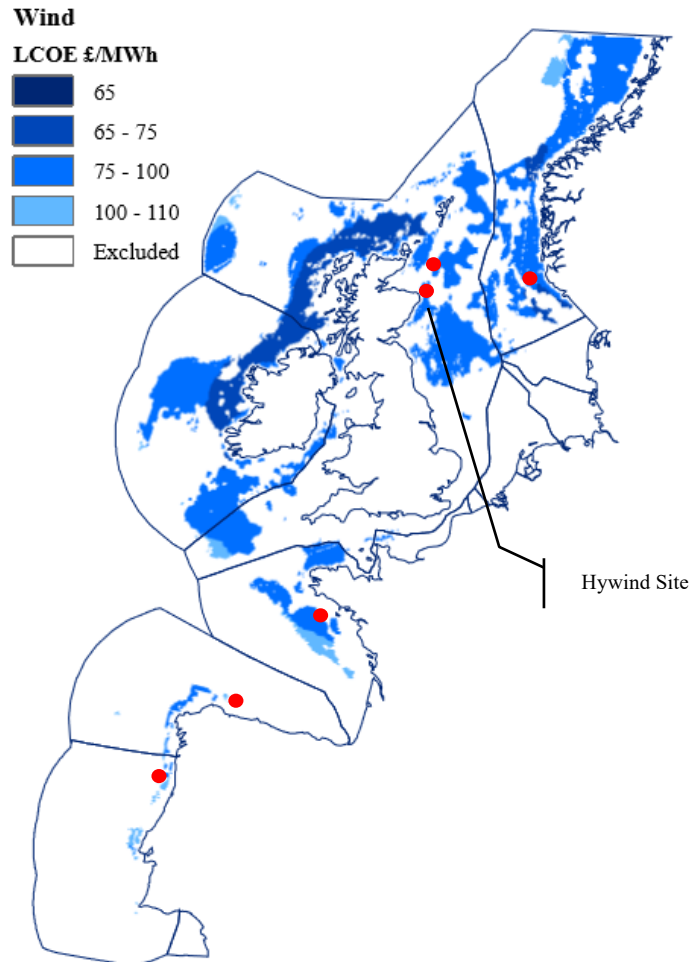 Wind
LCOE £/MWh
65
65 - 75
75 - 100
100 - 110
Excluded
Hywind Site